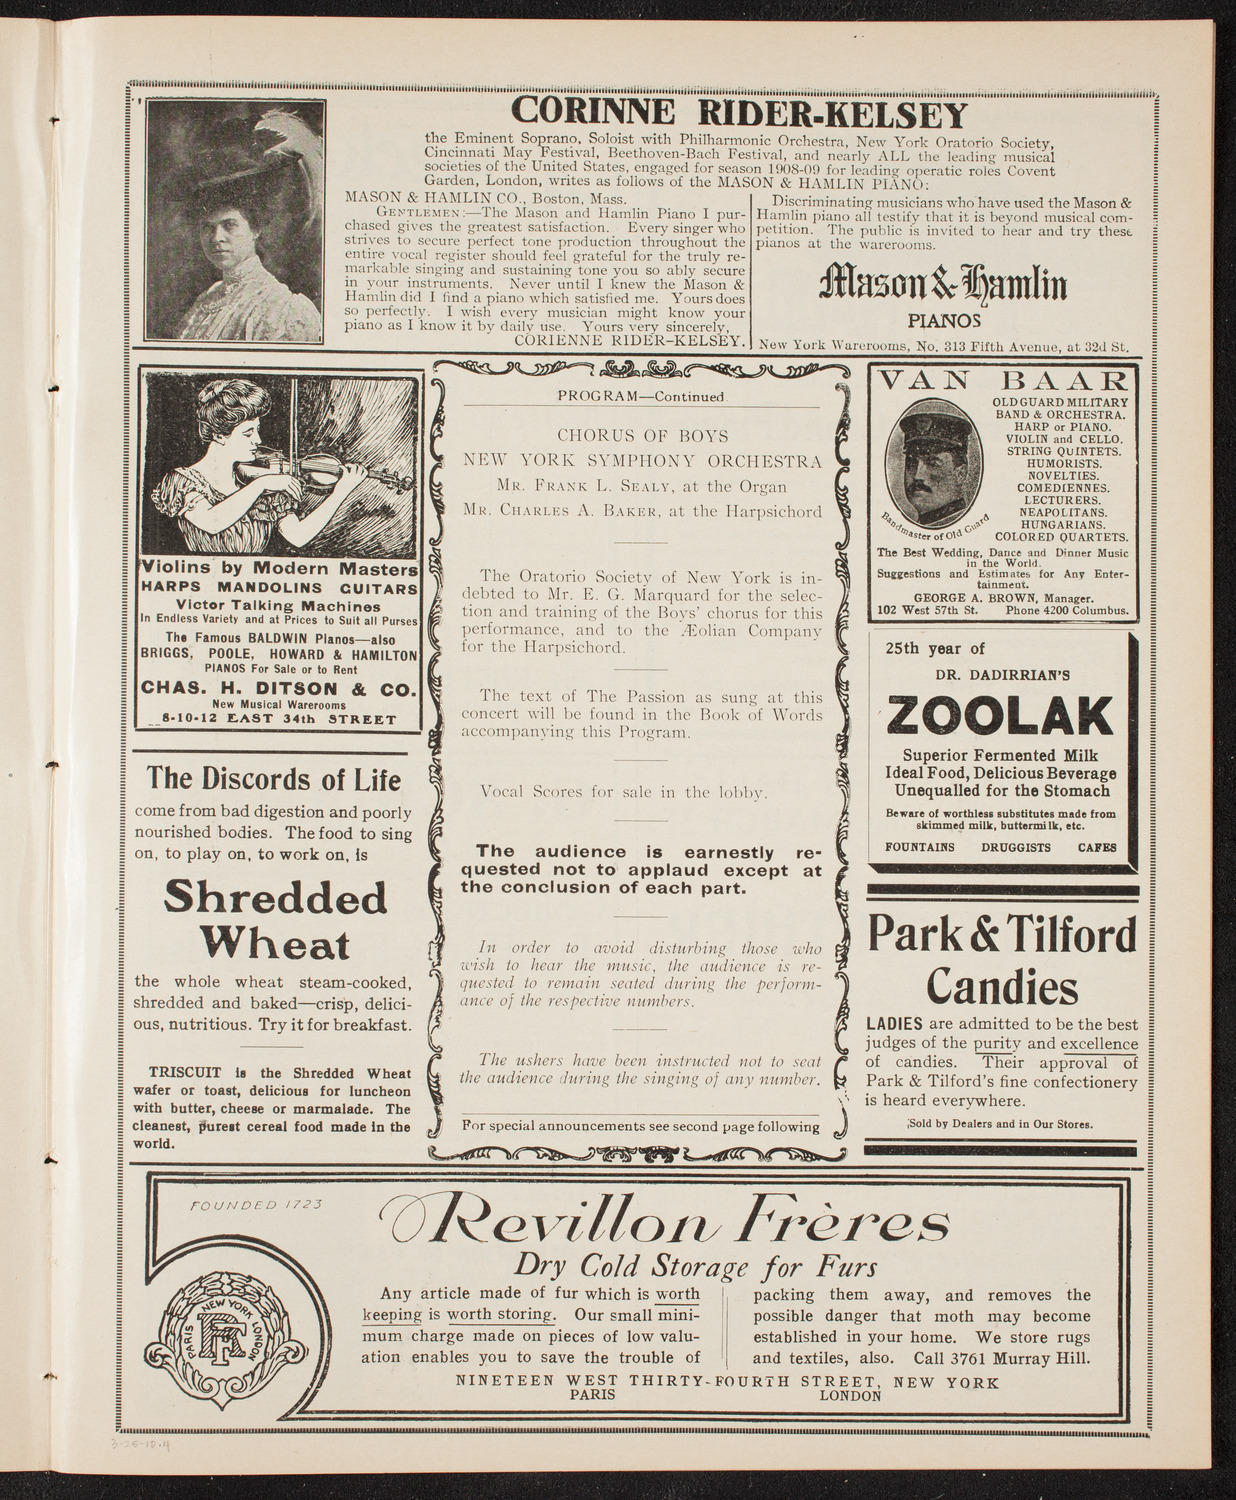 CORINNE RIDER-KELSEY
the Eminent Soprano, Soloist with Philharmonic Orchestra, New York Oratorio Society,
Cincinnati May Festival, Beethoven-Bach Festival, and nearly ALL the leading musical
societies of the United States, engaged for season 1908-09 for leading operatic roles Covent
Garden, London, writes as follows of the MASON & HAMLIN PIANO:
MASON & HAMLIN CO., Boston, Mass.
GENTLEMEN:—The Mason and Hamlin Piano I pur-
chased gives the greatest satisfaction. Every singer who
strives to secure perfect tone production throughout the
entire vocal register should feel grateful for the truly re-
markable singing and sustaining tone you so ably secure
in your instruments. Never until I knew the Mason &
Hamlin did I find a piano which satisfied me. Yours does
so perfectly. I wish every musician might know your
piano as I know it by daily use. Yours very sincerely,
CORIENNE RIDER-KELSEY.
Discriminating musicians who have used the Mason &
Hamlin piano all testify that it is beyond musical com-
petition. The public is invited to hear and try these
pianos at the warerooms.
Mason & Hamlin
PIANOS
New York Warerooms, No. 313 Fifth Avenue, at 32d St.
Violins by Modern Masters
HARPS MANDOLINS GUITARS
Victor Talking Machines
In Endless Variety and at Prices to Suit all Purses
The Famous BALDWIN Pianos—also
BRIGGS, POOLE, HOWARD & HAMILTON
PIANOS For Sale or to Rent
CHAS. H. DITSON & CO.
New Musical Warerooms
8-10-12 EAST 34th STREET
The Discords of Life
come from bad digestion and poorly
nourished bodies. The food to sing
on, to play on, to work on, is
Shredded
Wheat
the whole wheat steam-cooked,
shredded and baked—crisp, delici-
ous, nutritious. Try it for breakfast.
TRISCUIT is the Shredded Wheat
wafer or toast, delicious for luncheon
with butter, cheese or marmalade. The
cleanest, purest cereal food made in the
world.
PROGRAM—Continued
CHORUS OF BOYS
NEW YORK SYMPHONY ORCHESTRA
MR. FRANK L. SEALY, at the Organ
MR. CHARLES A. BAKER, at the Harpsichord
The Oratorio Society of New York is in-
debted to Mr. E. G. Marquard for the selec-
tion and training of the Boys' chorus for this
performance, and to the Æolian Company
for the Harpsichord.
The text of The Passion as sung at this
concert will be found in the Book of Words
accompanying this Program.
Vocal Scores for sale in the lobby.
The audience is earnestly re-
quested not to applaud except at
the conclusion of each part.
In order to avoid disturbing those who
wish to hear the music, the audience is re-
quested to remain seated during the perform-
ance of the respective numbers.
The ushers have been instructed not to seat
the audience during the singing of any number.
For special announcements see second page following
VAN BAAR
OLD GUARD MILITARY
BAND & ORCHESTRA.
HARP or PIANO.
VIOLIN and CELLO.
STRING QUINTETS.
HUMORISTS.
NOVELTIES.
COMEDIENNES.
LECTURERS.
NEAPOLITANS.
HUNGARIANS.
COLORED QUARTETS.
Bandmaster of Old Guard
The Best Wedding, Dance and Dinner Music
in the World.
Suggestions and Estimates for Any Enter-
tainment.
GEORGE A. BROWN, Manager.
102 West 57th St. Phone 4200 Columbus.
25th year of
DR. DADIRRIAN'S
ZOOLAK
Superior Fermented Milk
Ideal Food, Delicious Beverage
Unequalled for the Stomach
Beware of worthless substitutes made from
skimmed milk, buttermilk, etc.
FOUNTAINS DRUGGISTS CAFES
Park & Tilford
Candies
LADIES are admitted to be the best
judges of the purity and excellence
of candies. Their approval of
Park & Tilford's fine confectionery
is heard everywhere.
Sold by Dealers and in Our Stores.
FOUNDED 1723
Revillon Frères
Dry Cold Storage for Furs
NEW YORK
PARIS
LONDON
RF
Any article made of fur which is worth
keeping is worth storing. Our small mini-
mum charge made on pieces of low valu-
ation enables you to save the trouble of
packing them away, and removes the
possible danger that moth may become
established in your home. We store rugs
and textiles, also. Call 3761 Murray Hill.
NINETEEN WEST THIRTY-FOURTH STREET, NEW YORK
PARIS LONDON
3-26-10.4